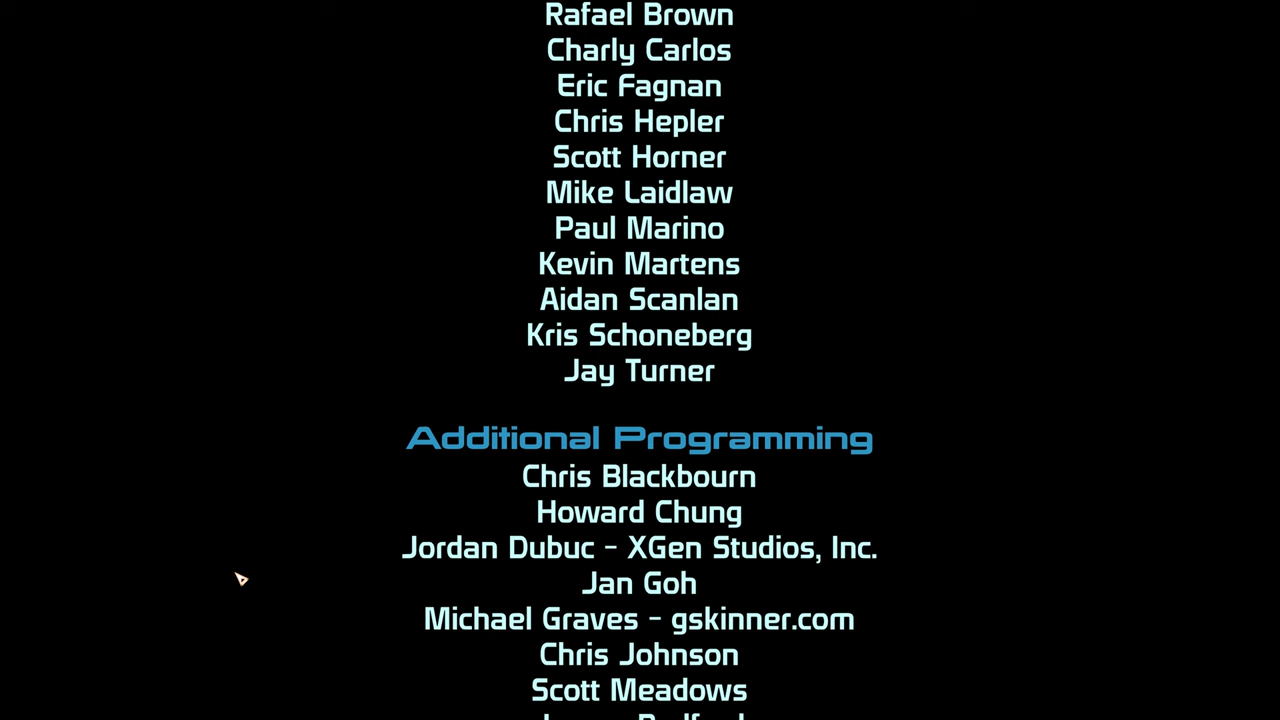 Rafael Brown
Charly Carlos
Eric Fagnan
Chris Hepler
Scott Horner
Mike Laidlaw
Paul Marino
Kevin Martens
Aidan Scanlan
Kris Schoneberg
Jay Turner
Additional Programming
Chris Blackbourn
Howard Chung
Jordan Dubuc - XGen Studios, Inc.
Jan Goh
Michael Graves - gskinner.com
Chris Johnson
Scott Meadows